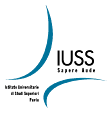 IUSS
Sapere Aude
Istituto Universitario
di Studi Superiori
Pavia